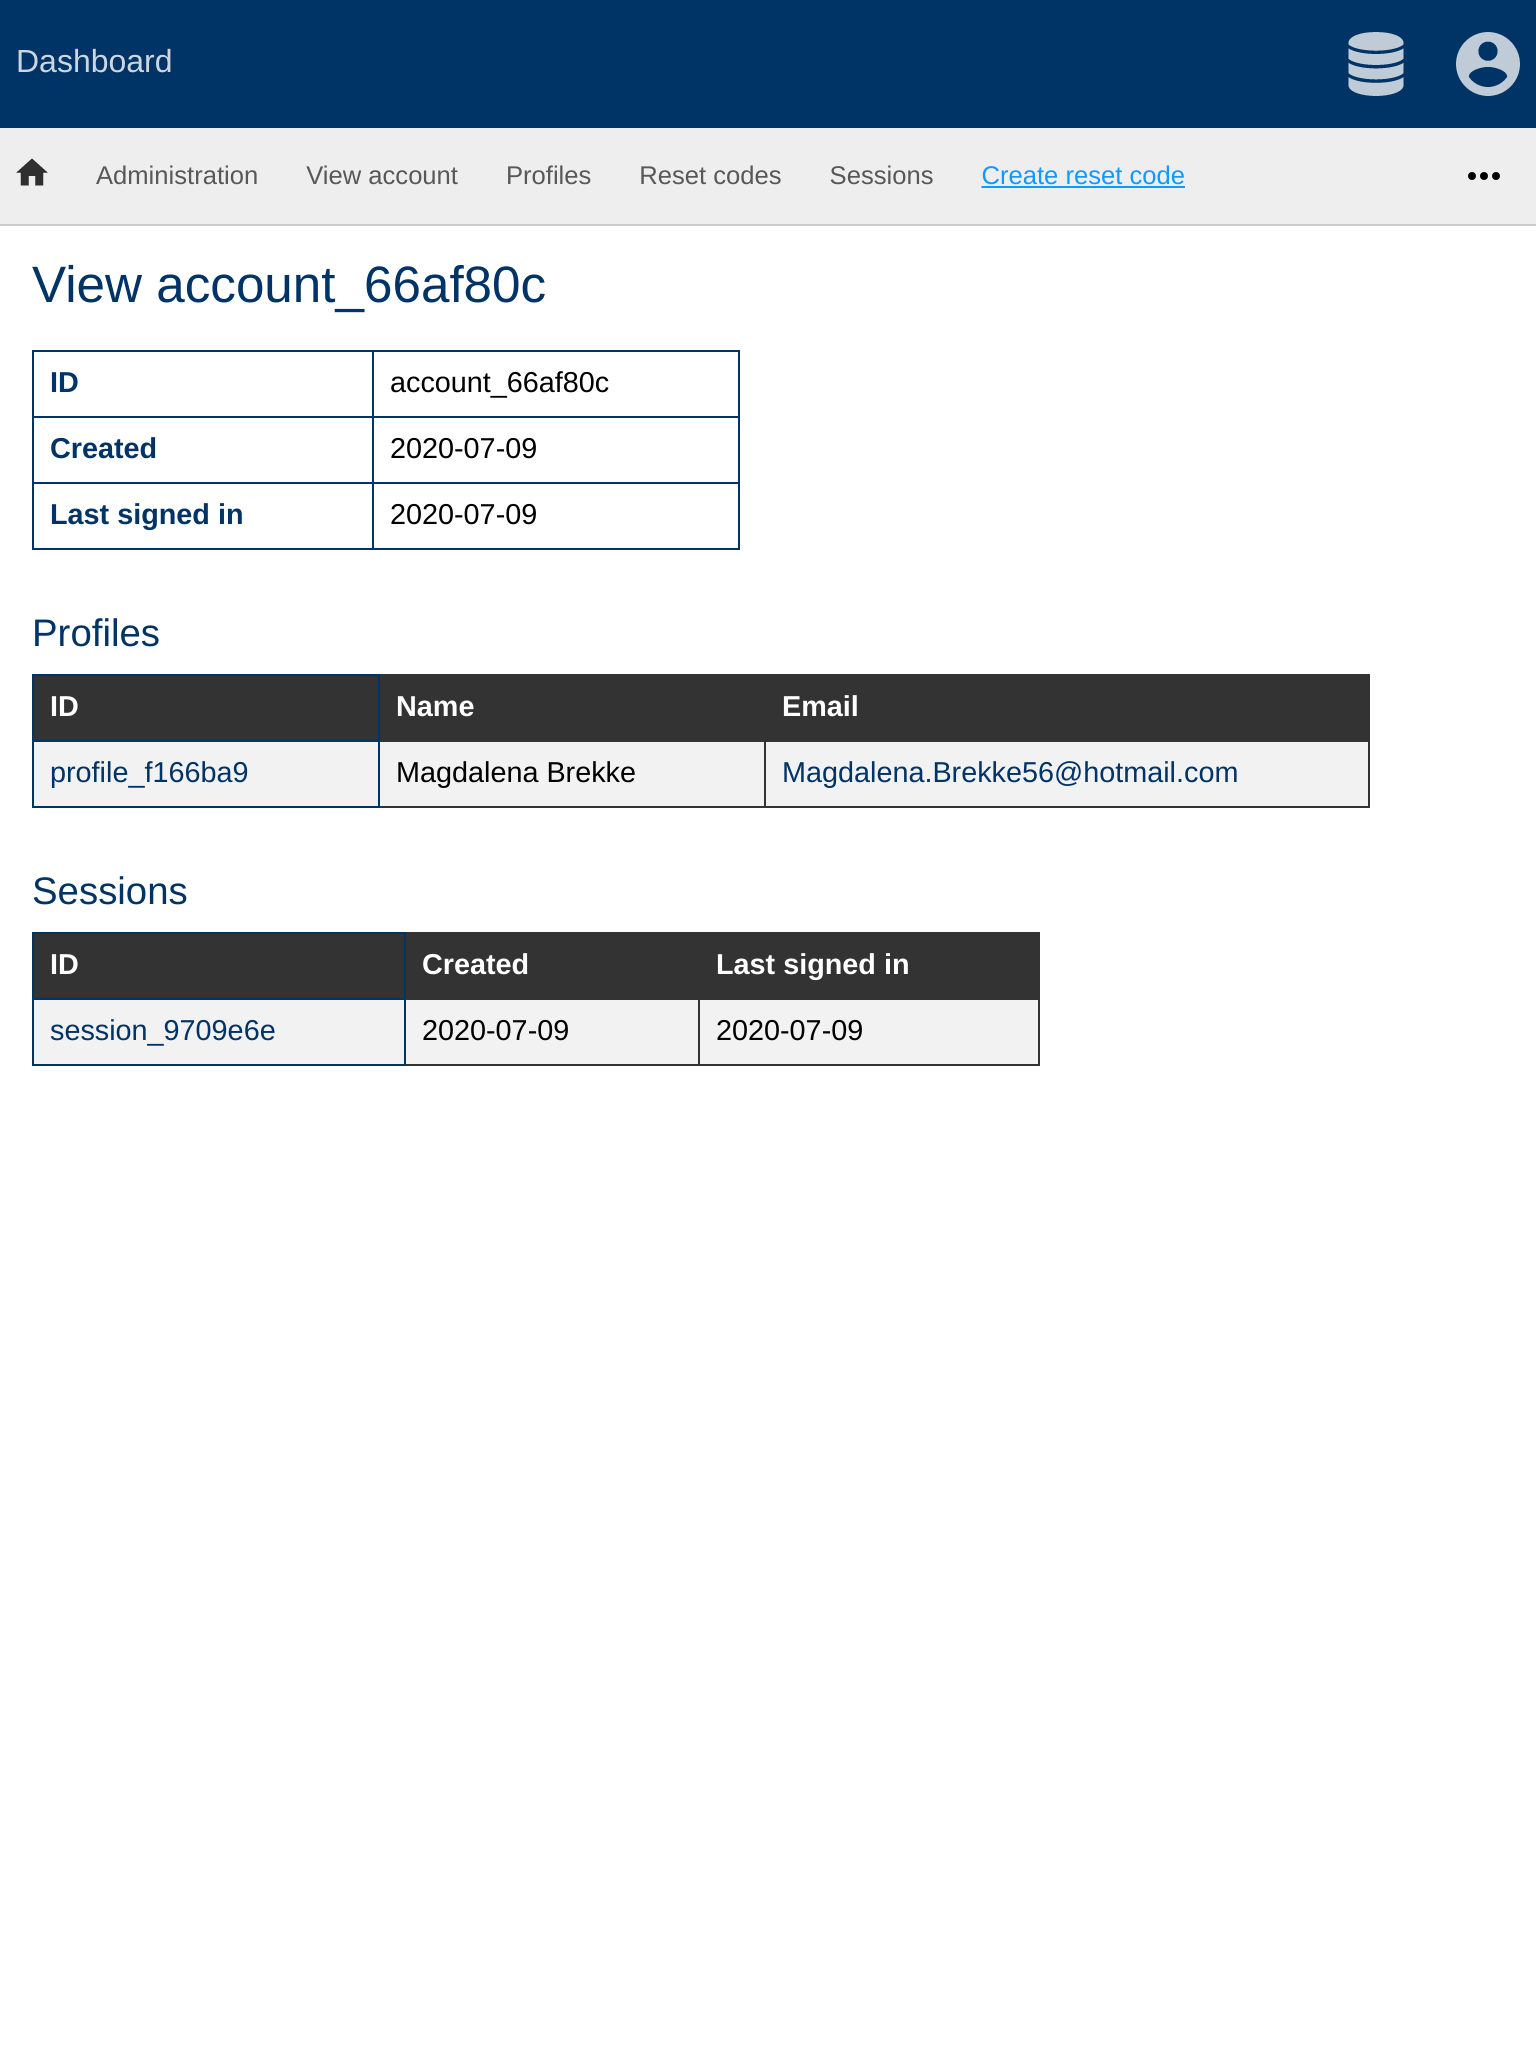 Dashboard
Administration View account Profiles Reset codes Sessions Create reset code
View account_66af80c
ID account_66af80c
Created 2020-07-09
Last signed in 2020-07-09
Profiles
ID Name Email
profile_f166ba9 Magdalena Brekke Magdalena.Brekke56@hotmail.com
Sessions
ID Created Last signed in
session_9709e6e 2020-07-09 2020-07-09